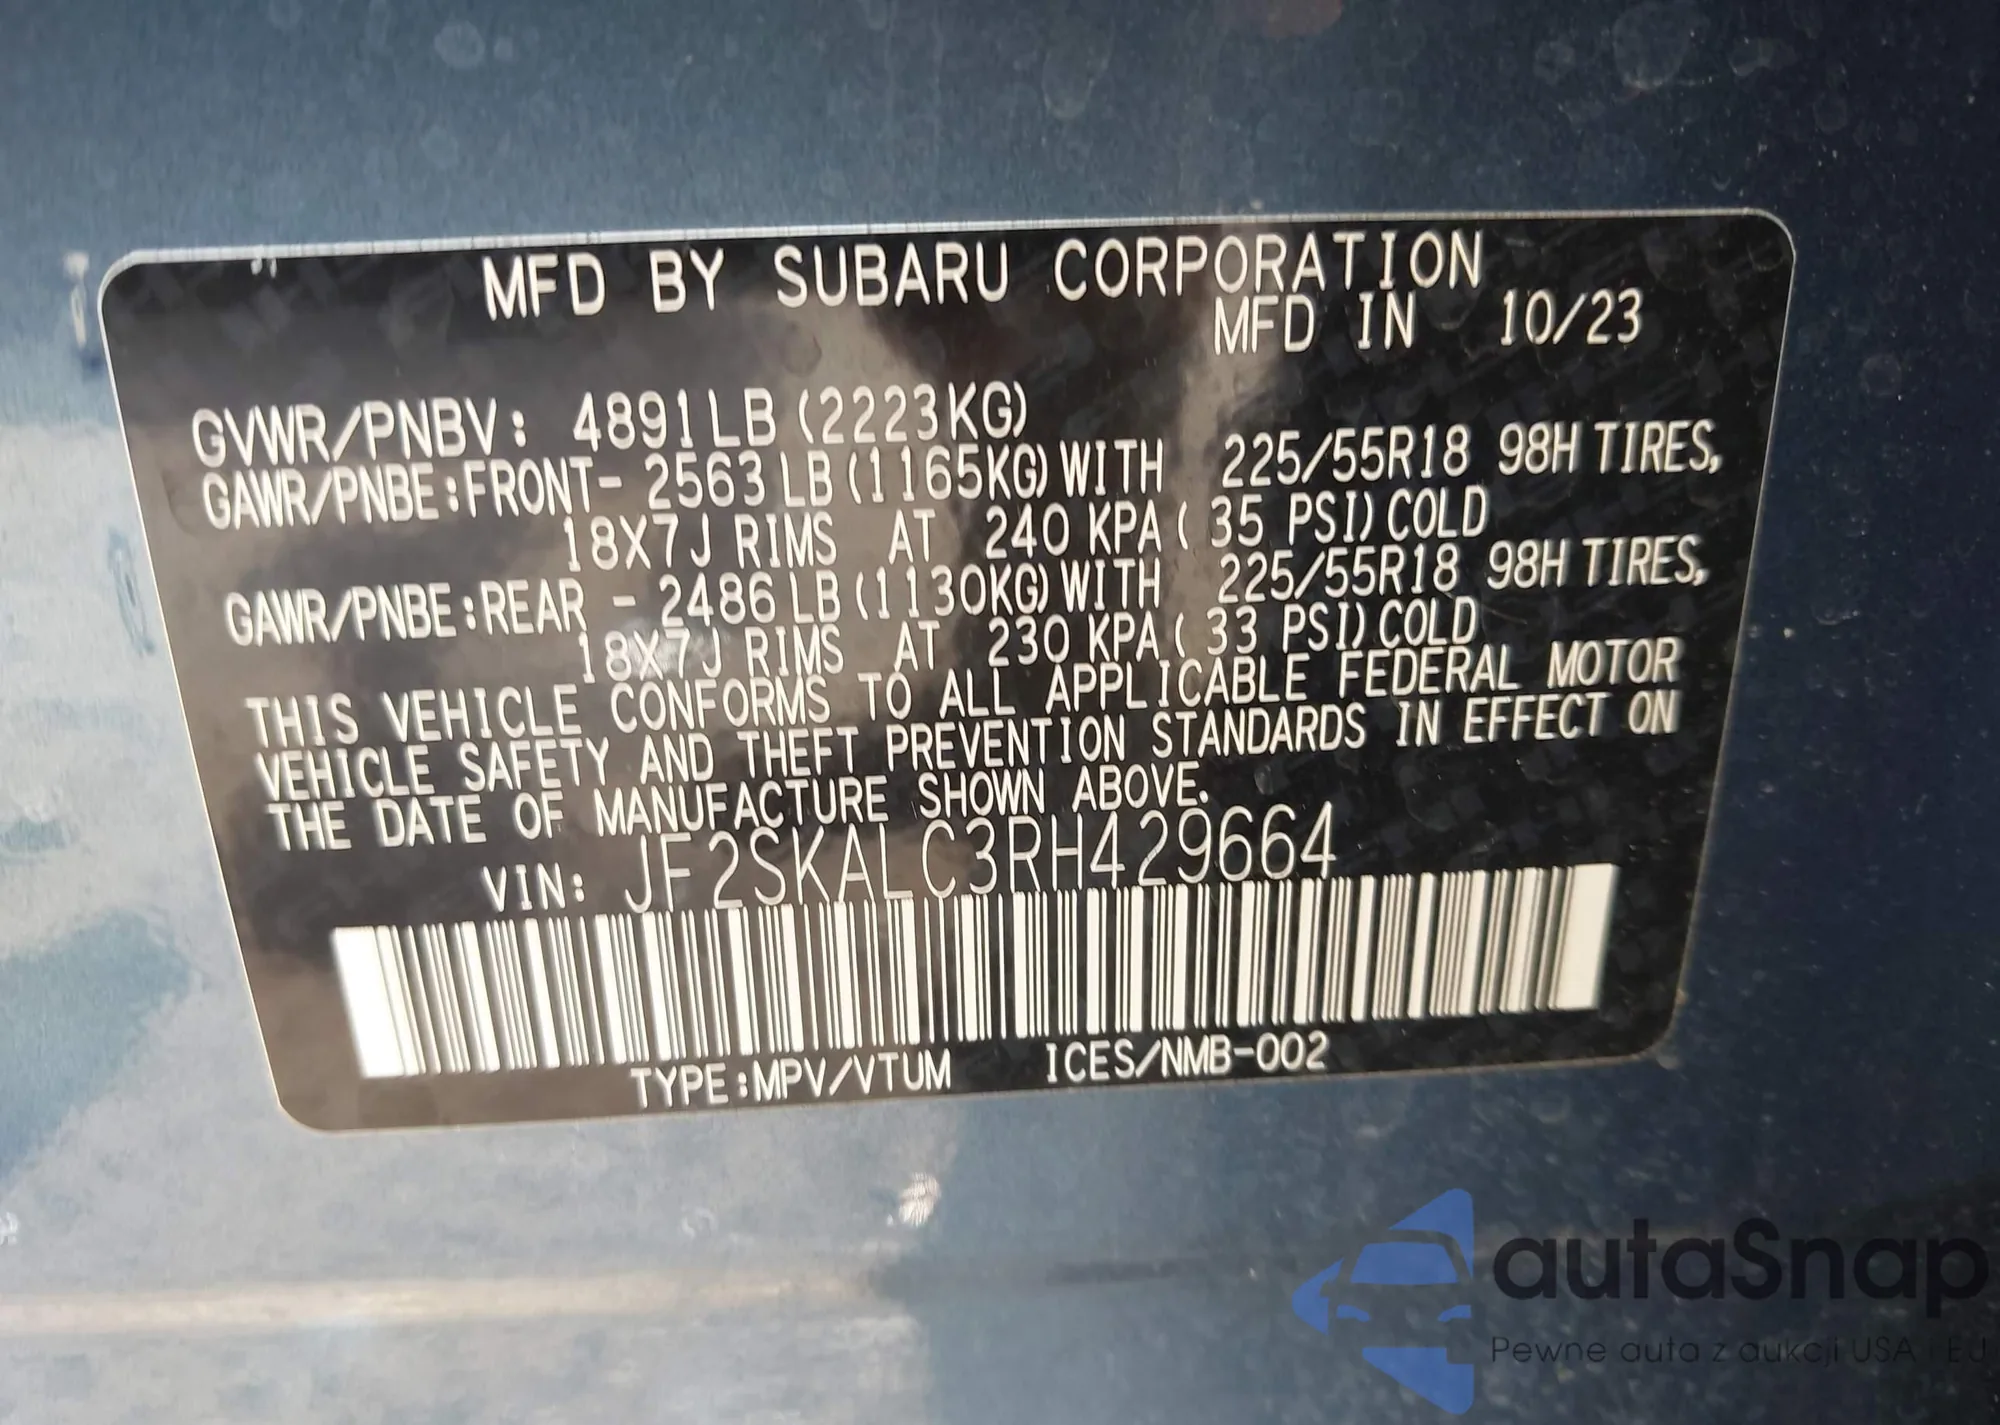 MFD BY SUBARU CORPORATION
MFD IN 10/23
GVWR/PNBV: 4891LB (2223KG)
GAWR/PNBE:FRONT- 2563 LB (1165KG) WITH 225/55R18 98H TIRES,
18X7J RIMS AT 240 KPA ( 35 PSI) COLD
GAWR/PNBE:REAR - 2486 LB (1130KG) WITH 225/55R18 98H TIRES,
18X7J RIMS AT 230 KPA ( 33 PSI) COLD
THIS VEHICLE CONFORMS TO ALL APPLICABLE FEDERAL MOTOR
VEHICLE SAFETY AND THEFT PREVENTION STANDARDS IN EFFECT ON
THE DATE OF MANUFACTURE SHOWN ABOVE.
VIN: JF2SKALC3RH429664
TYPE:MPV/VTUM ICES/NMB-002
autaSnap
Pewne auta z aukcji USA i EU